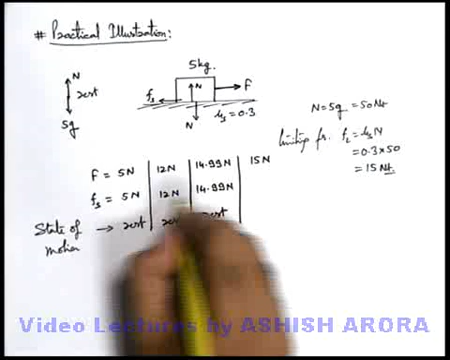 # Practical Illustration:
5kg.
N
rest
5g
fs
N
F
N
μs = 0.3
N = 5g = 50 Nt
limiting fr. fL = μsN
= 0.3 × 50
= 15 Nt
F = 5N | 12N | 14.99N | 15N
fs = 5N | 12N | 14.99N
State of motion → rest | rest | rest
Video Lectures by ASHISH ARORA